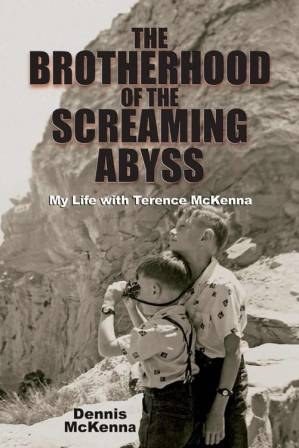 THE
BROTHERHOOD
OF THE
SCREAMING
ABYSS
My Life with Terence McKenna
Dennis
McKenna